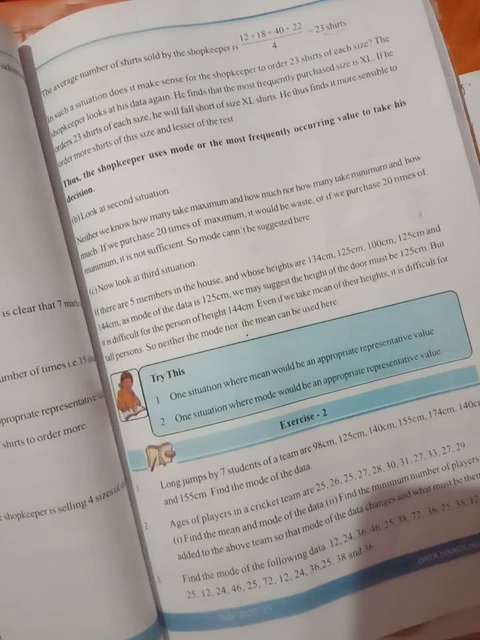 The average number of shirts sold by the shopkeeper is 12 + 18 + 40 + 22 / 4 = 23 shirts
In such a situation does it make sense for the shopkeeper to order 23 shirts of each size? The
shopkeeper looks at his data again. He finds that the most frequently purchased size is XL. If he
orders 23 shirts of each size, he will fall short of size XL shirts. He thus finds it more sensible to
order more shirts of this size and lesser of the rest.
Thus, the shopkeeper uses mode or the most frequently occurring value to take his
decision.
(b) Look at second situation.
Neither we know how many take maximum and how much nor how many take minimum and how
much. If we purchase 20 times of maximum, it would be waste, or if we purchase 20 times of
minimum, it is not sufficient. So mode cann't be suggested here.
(c) Now look at third situation.
If there are 5 members in the house, and whose heights are 134cm, 125cm, 100cm, 125cm and
144cm, as mode of the data is 125cm, we may suggest the height of the door must be 125cm. But
it is difficult for the person of height 144cm. Even if we take mean of their heights, it is difficult for
tall persons. So neither the mode nor the mean can be used here.
Try This
1 One situation where mean would be an appropriate representative value
2 One situation where mode would be an appropriate representative value.
Exercise - 2
1. Long jumps by 7 students of a team are 98cm, 125cm, 140cm, 155cm, 174cm, 140cm
and 155cm. Find the mode of the data.
2. Ages of players in a cricket team are 25, 26, 25, 27, 28, 30, 31, 27, 33, 27, 29.
(i) Find the mean and mode of the data (ii) Find the minimum number of players
added to the above team so that mode of the data changes and what must be their
3. Find the mode of the following data. 12, 24, 36, 46, 25, 38, 72, 36, 25, 38, 12,
25, 12, 24, 46, 25, 72, 12, 24, 36, 25, 38 and 36.
is clear that 7
umber of times i.e 15
propriate representative
shirts to order more.
shopkeeper is selling 4 sizes of